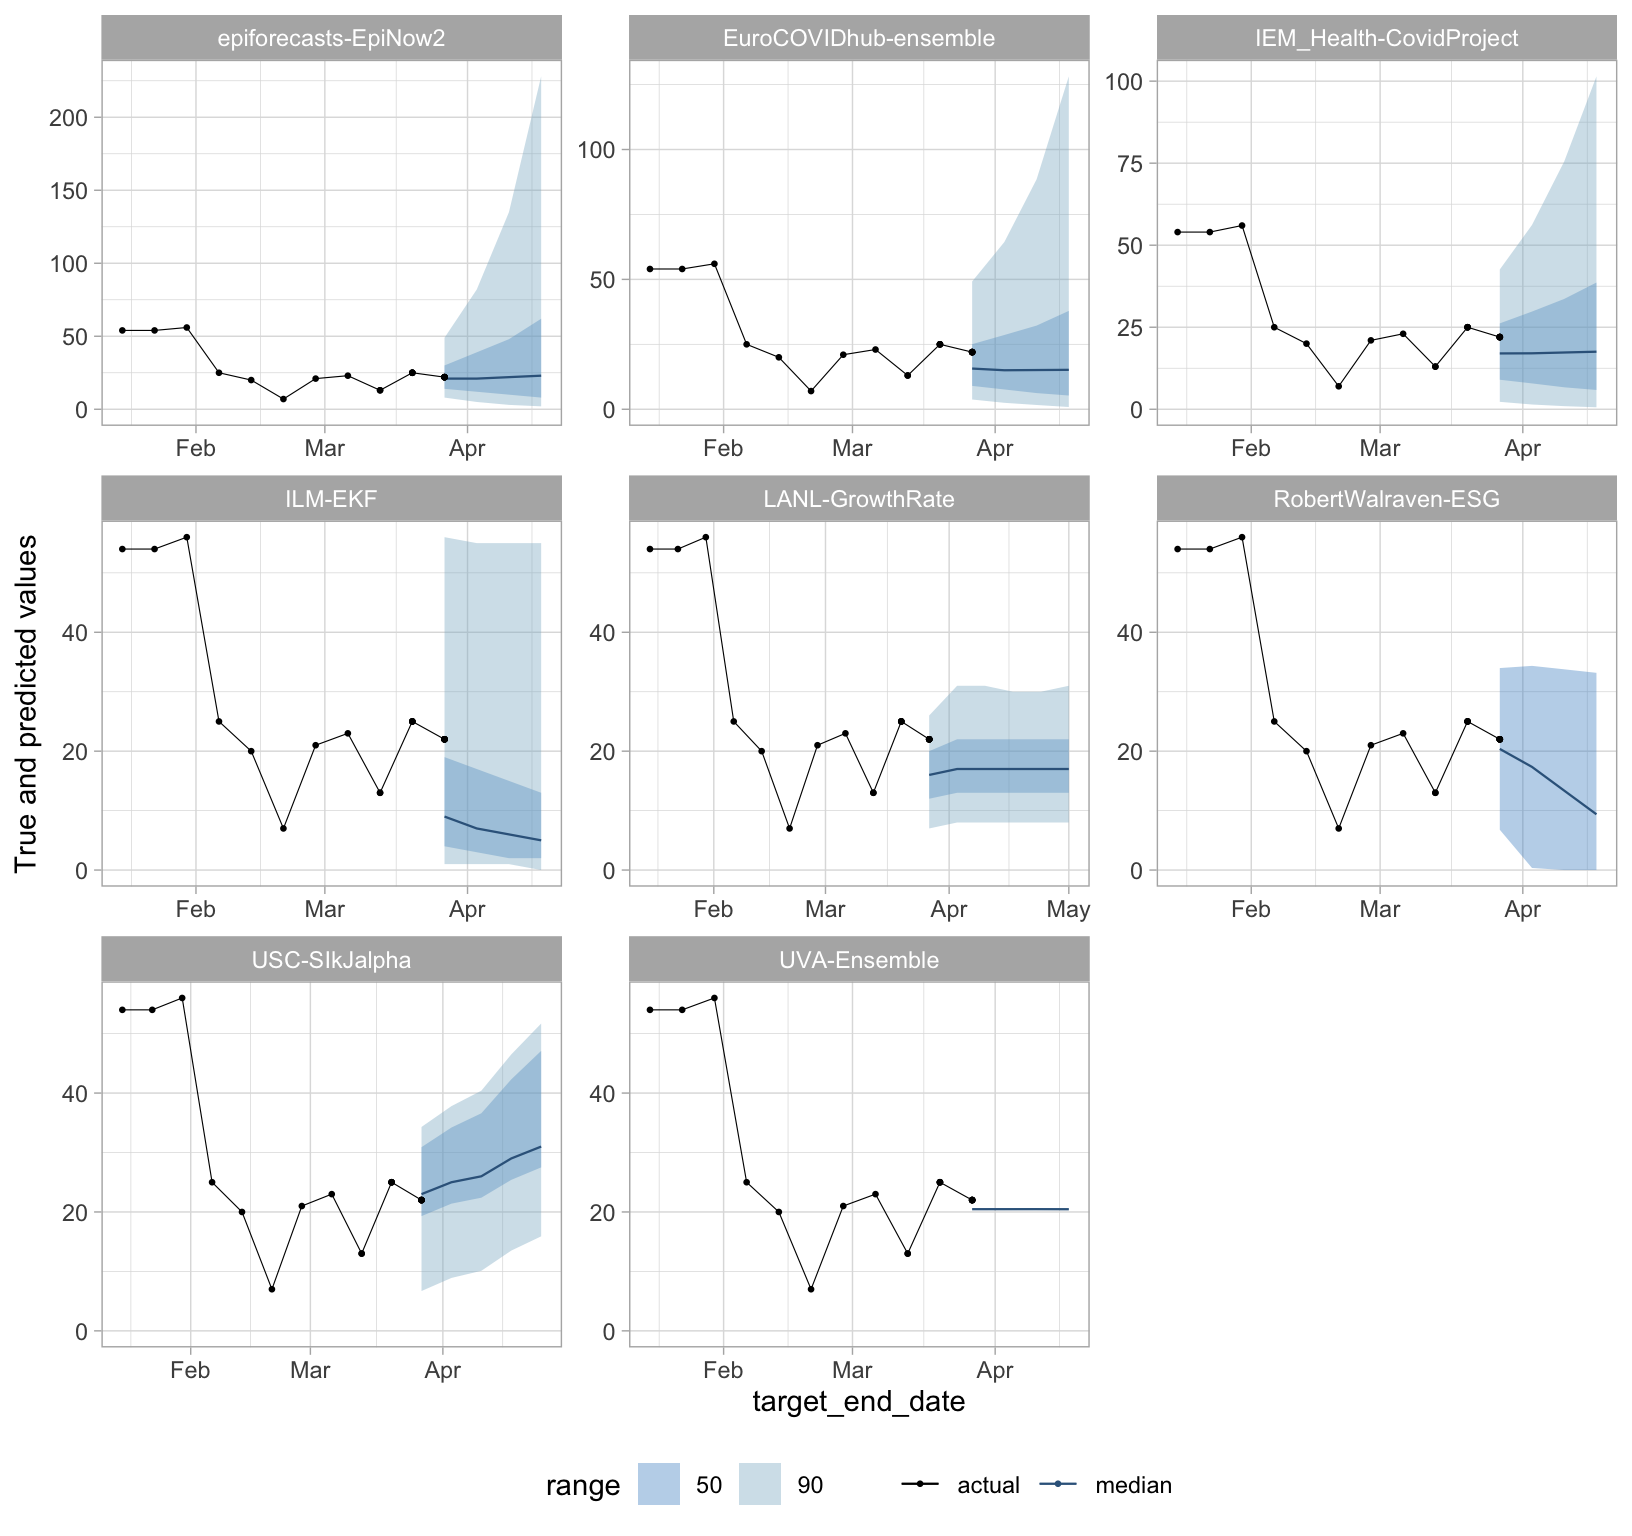 epiforecasts-EpiNow2
EuroCOVIDhub-ensemble
IEM_Health-CovidProject
200
150
100
50
0
100
50
0
100
75
50
25
0
Feb Mar Apr
Feb Mar Apr
Feb Mar Apr
ILM-EKF
LANL-GrowthRate
RobertWalraven-ESG
True and predicted values
40
20
0
40
20
0
40
20
0
Feb Mar Apr
Feb Mar Apr May
Feb Mar Apr
USC-SIkJalpha
UVA-Ensemble
40
20
0
40
20
0
Feb Mar Apr
Feb Mar Apr
target_end_date
range 50 90 actual median